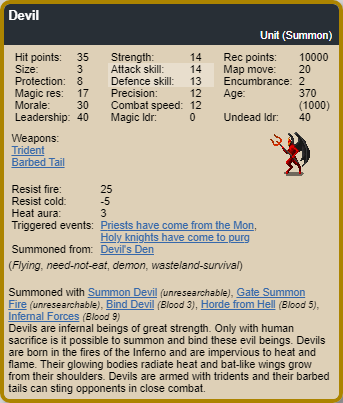 Devil
Unit (Summon)
Hit points: 35 Strength: 14 Rec points: 10000
Size: 3 Attack skill: 14 Map move: 20
Protection: 8 Defence skill: 13 Encumbrance: 2
Magic res: 17 Precision: 12 Age: 370
Morale: 30 Combat speed: 12 (1000)
Leadership: 40 Magic ldr: 0 Undead ldr: 40
Weapons:
Trident
Barbed Tail
Resist fire: 25
Resist cold: -5
Heat aura: 3
Triggered events: Priests have come from the Mon,
Holy knights have come to purg
Summoned from: Devil's Den
(Flying, need-not-eat, demon, wasteland-survival)
Summoned with Summon Devil (unresearchable), Gate Summon
Fire (unresearchable), Bind Devil (Blood 3), Horde from Hell (Blood 5),
Infernal Forces (Blood 9)
Devils are infernal beings of great strength. Only with human
sacrifice is it possible to summon and bind these evil beings. Devils
are born in the fires of the Inferno and are impervious to heat and
flame. Their glowing bodies radiate heat and bat-like wings grow
from their shoulders. Devils are armed with tridents and their barbed
tails can sting opponents in close combat.